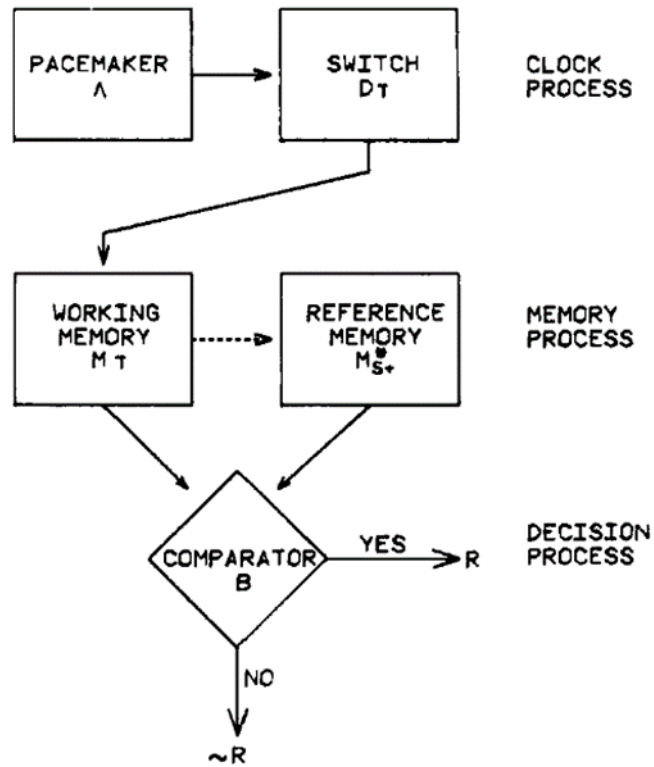 PACEMAKER
Λ
SWITCH
DT
CLOCK
PROCESS
WORKING
MEMORY
MT
REFERENCE
MEMORY
M*S+
MEMORY
PROCESS
COMPARATOR
B
YES
R
DECISION
PROCESS
NO
~R